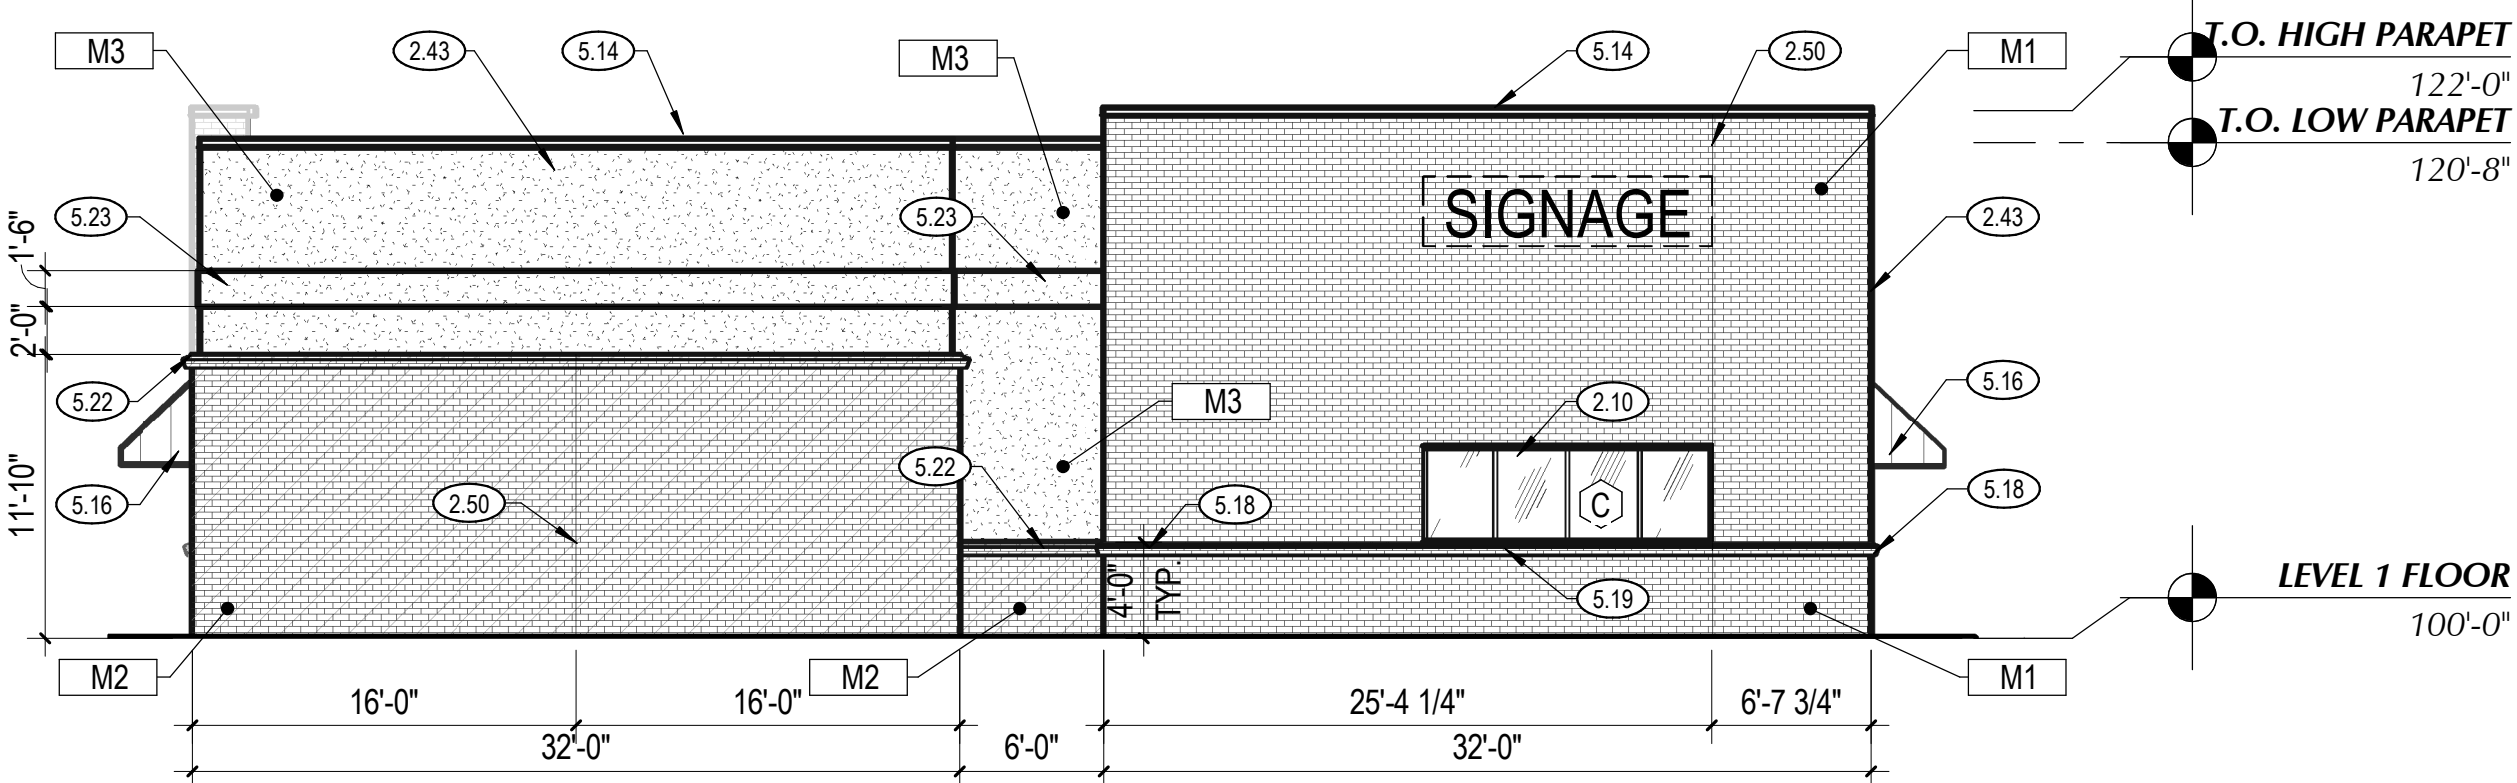 M3
2.43
5.14
M3
5.14
2.50
M1
T.O. HIGH PARAPET
122'-0"
T.O. LOW PARAPET
120'-8"
SIGNAGE
5.23
5.23
2.43
1'-6"
2'-0"
5.22
M3
2.10
5.16
5.22
11'-10"
5.16
2.50
5.18
C
5.18
4'-0"
TYP.
5.19
LEVEL 1 FLOOR
100'-0"
M2
M2
M1
16'-0"
16'-0"
25'-4 1/4"
6'-7 3/4"
32'-0"
6'-0"
32'-0"